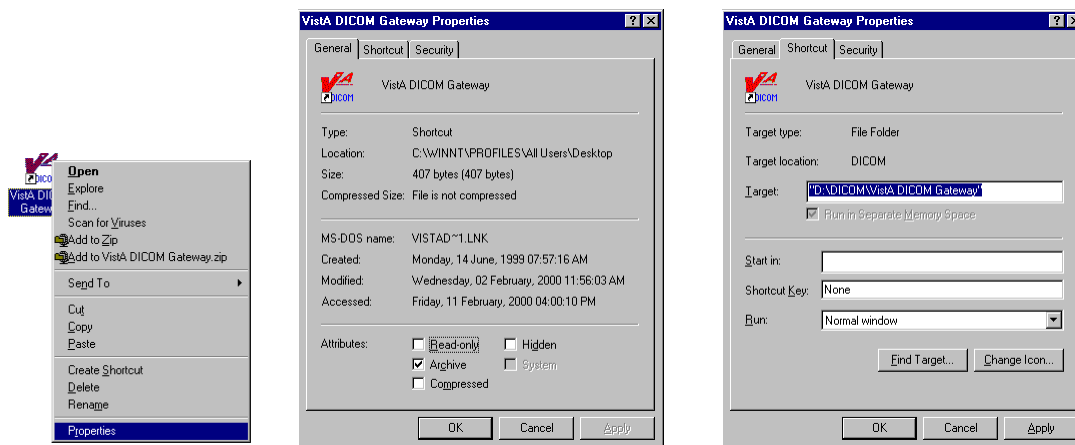 DICO
VistA DI
Gatew
Open
Explore
Find...
Scan for Viruses
Add to Zip
Add to VistA DICOM Gateway.zip
Send To
Cut
Copy
Paste
Create Shortcut
Delete
Rename
Properties
VistA DICOM Gateway Properties
General Shortcut Security
VistA
DICOM
VistA DICOM Gateway
Type: Shortcut
Location: C:\WINNT\PROFILES\All Users\Desktop
Size: 407 bytes (407 bytes)
Compressed Size: File is not compressed
MS-DOS name: VISTAD~1.LNK
Created: Monday, 14 June, 1999 07:57:16 AM
Modified: Wednesday, 02 February, 2000 11:56:03 AM
Accessed: Friday, 11 February, 2000 04:00:10 PM
Attributes: Read-only Hidden
Archive System
Compressed
OK Cancel Apply
VistA DICOM Gateway Properties
General Shortcut Security
VistA
DICOM
VistA DICOM Gateway
Target type: File Folder
Target location: DICOM
Target: "D:\DICOM\VistA DICOM Gateway"
Run in Separate Memory Space
Start in:
Shortcut Key: None
Run: Normal window
Find Target... Change Icon...
OK Cancel Apply